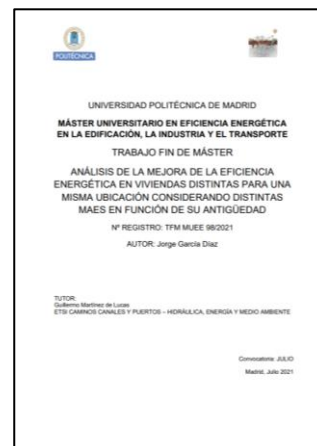 POLITÉCNICA
UNIVERSIDAD POLITÉCNICA DE MADRID
MÁSTER UNIVERSITARIO EN EFICIENCIA ENERGÉTICA
EN LA EDIFICACIÓN, LA INDUSTRIA Y EL TRANSPORTE
TRABAJO FIN DE MÁSTER
ANÁLISIS DE LA MEJORA DE LA EFICIENCIA
ENERGÉTICA EN VIVIENDAS DISTINTAS PARA UNA
MISMA UBICACIÓN CONSIDERANDO DISTINTAS
MAES EN FUNCIÓN DE SU ANTIGÜEDAD
Nº REGISTRO: TFM MUEE 98/2021
AUTOR: Jorge García Díaz
TUTOR:
Guillermo Martínez de Lucas
ETSI CAMINOS CANALES Y PUERTOS – HIDRÁULICA, ENERGÍA Y MEDIO AMBIENTE
Convocatoria: JULIO
Madrid, Julio 2021